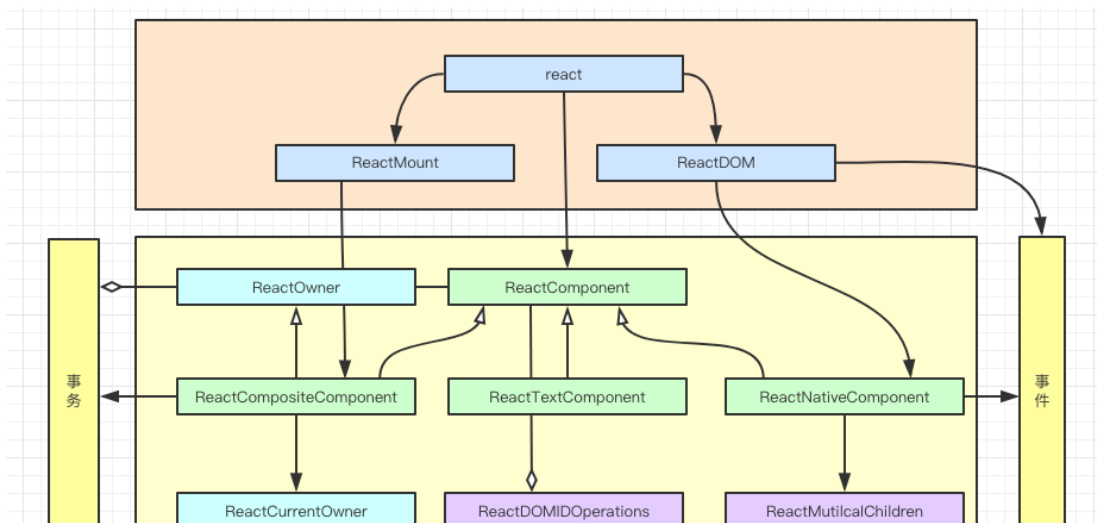 react
ReactMount
ReactDOM
ReactOwner
ReactComponent
事
务
ReactCompositeComponent
ReactTextComponent
ReactNativeComponent
事
件
ReactCurrentOwner
ReactDOMIDOperations
ReactMutilcalChildren